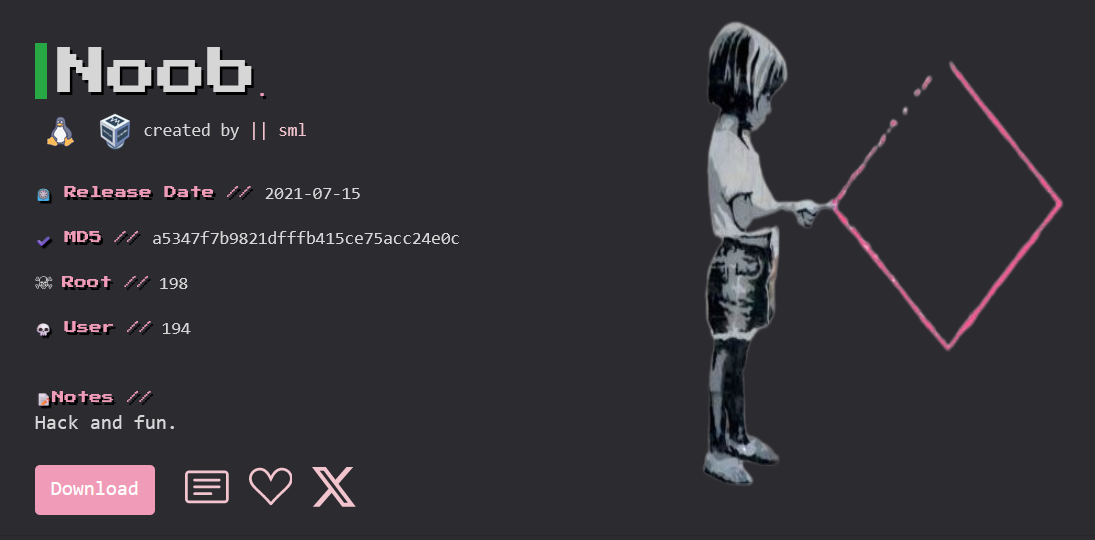 Noob.
created by || sml
Release Date // 2021-07-15
MD5 // a5347f7b9821dfffb415ce75acc24e0c
Root // 198
User // 194
Notes //
Hack and fun.
Download